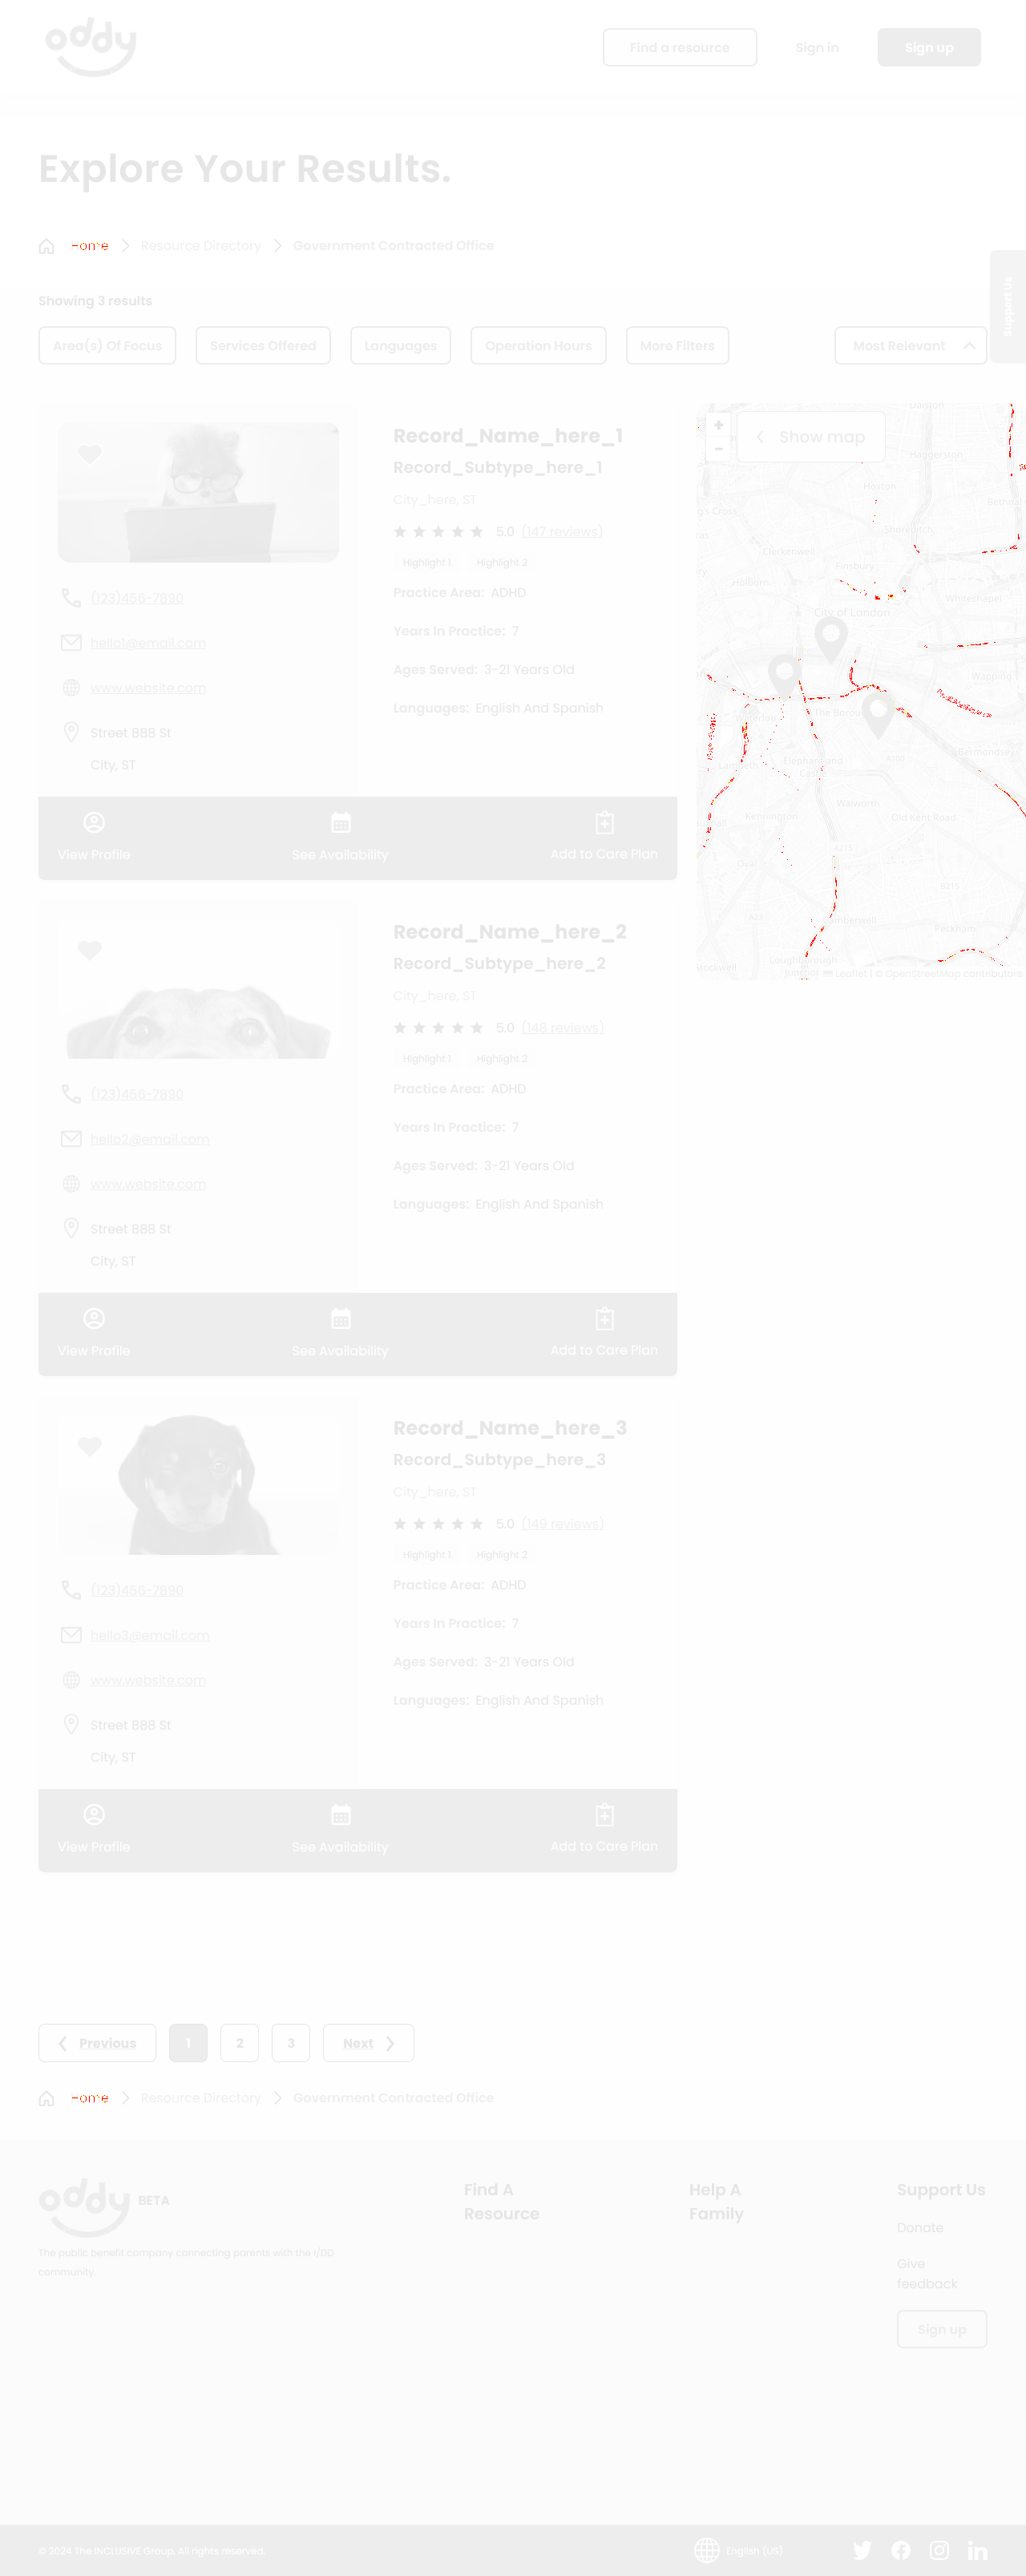 oddy
Find a resource
Sign in
Sign up
Explore Your Results.
Home
Resource Directory
Government Contracted Office
Support Us
Showing 3 results
Area(s) Of Focus
Services Offered
Languages
Operation Hours
More Filters
Most Relevant
Record_Name_here_1
Record_Subtype_here_1
City_here, ST
5.0 (147 reviews)
Highlight 1
Highlight 2
Practice Area: ADHD
Years In Practice: 7
Ages Served: 3-21 Years Old
Languages: English And Spanish
(123)456-7890
hello1@email.com
www.website.com
Street 888 St
City, ST
View Profile
See Availability
Add to Care Plan
+
-
Show map
Dalston
Haggerston
Hoxton
Shoreditch
Clerkenwell
Finsbury
Holborn
Whitechapel
City of London
Wapping
Waterloo
The Borough
Bermondsey
Lambeth
Elephant and
A100
Walworth
Kennington
Old Kent Road
A215
Oval
B215
A23
Camberwell
Peckham
Stockwell
Loughborough
Junction
Leaflet | © OpenStreetMap contributors
Record_Name_here_2
Record_Subtype_here_2
City_here, ST
5.0 (148 reviews)
Highlight 1
Highlight 2
Practice Area: ADHD
Years In Practice: 7
Ages Served: 3-21 Years Old
Languages: English And Spanish
(123)456-7890
hello2@email.com
www.website.com
Street 888 St
City, ST
View Profile
See Availability
Add to Care Plan
Record_Name_here_3
Record_Subtype_here_3
City_here, ST
5.0 (149 reviews)
Highlight 1
Highlight 2
Practice Area: ADHD
Years In Practice: 7
Ages Served: 3-21 Years Old
Languages: English And Spanish
(123)456-7890
hello3@email.com
www.website.com
Street 888 St
City, ST
View Profile
See Availability
Add to Care Plan
Previous
1
2
3
Next
Home
Resource Directory
Government Contracted Office
oddy BETA
The public benefit company connecting parents with the I/DD
community.
Find A
Resource
Help A
Family
Support Us
Donate
Give
feedback
Sign up
© 2024 The INCLUSIVE Group, All rights reserved.
English (US)